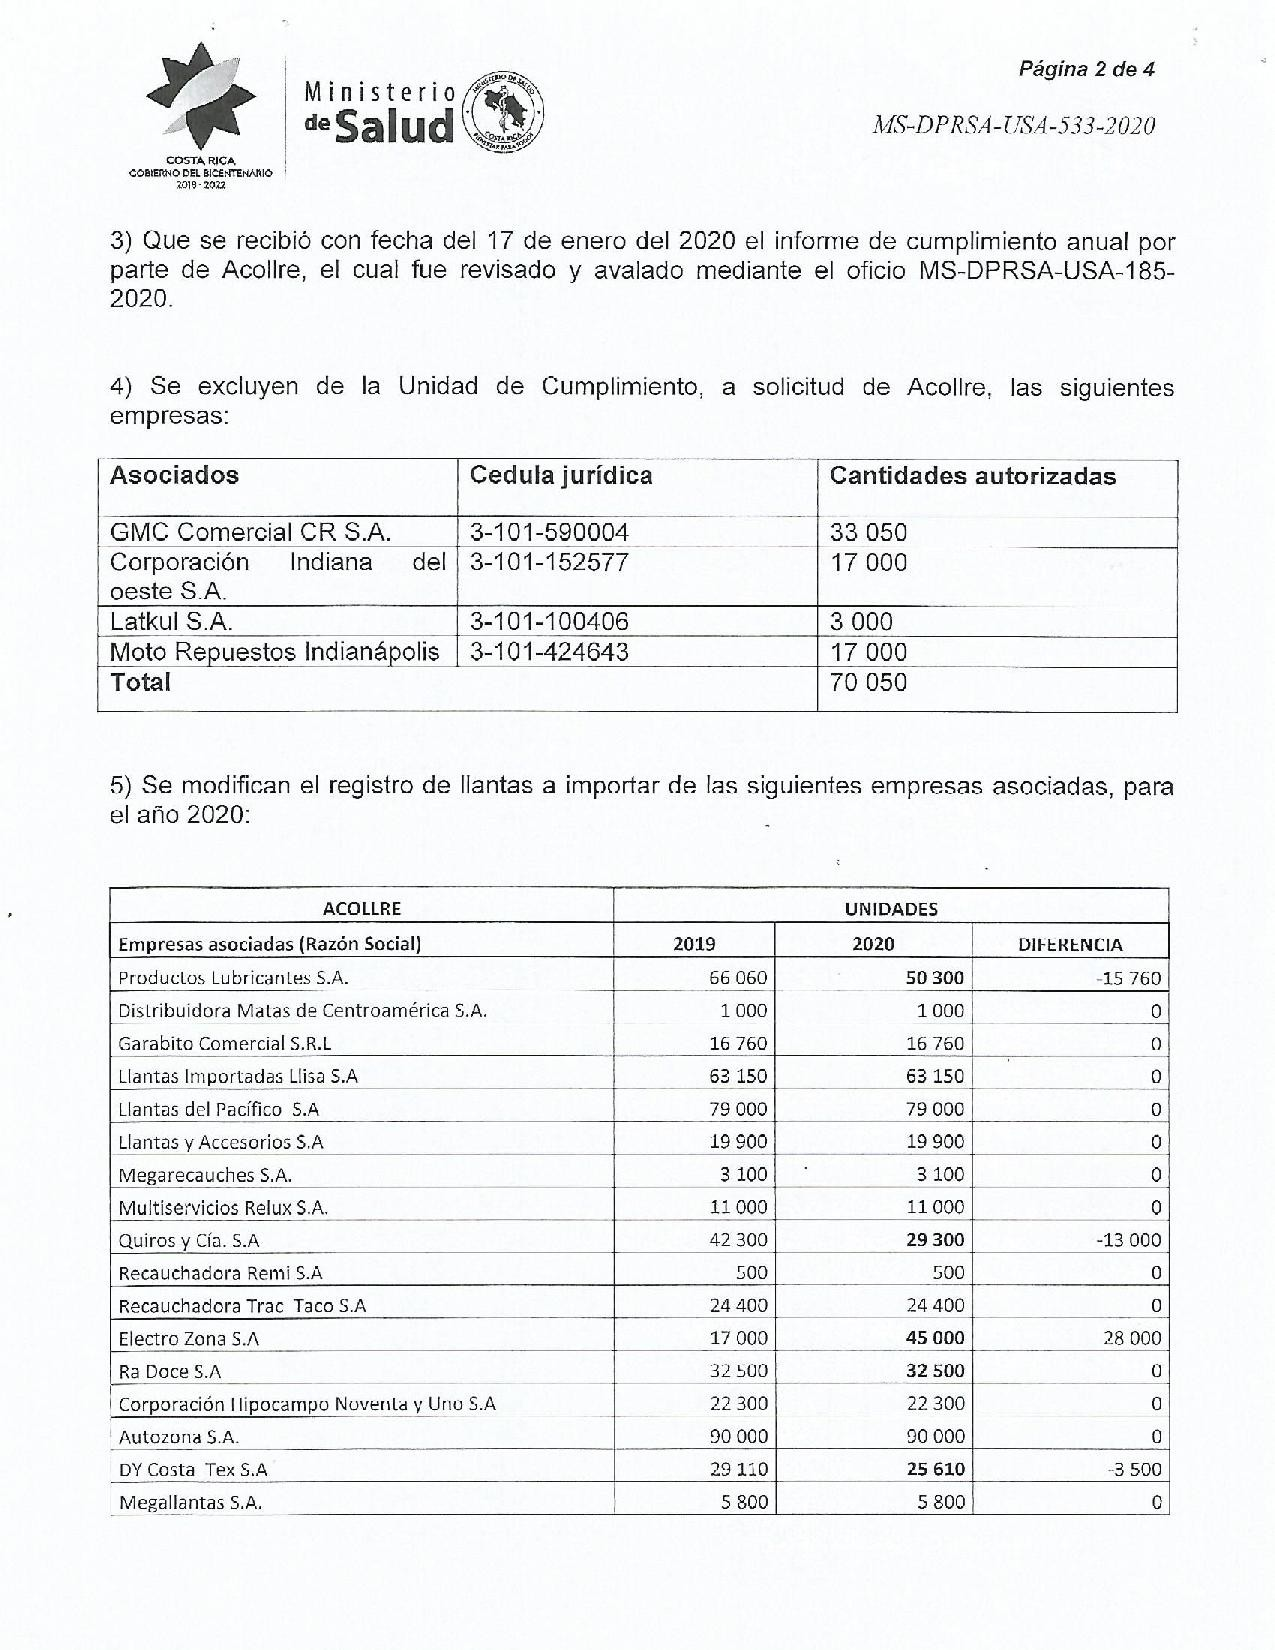 Página 2 de 4
Ministerio
de Salud
MS-DPRSA-USA-533-2020
COSTA RICA
GOBIERNO DEL BICENTENARIO
2018 - 2022
3) Que se recibió con fecha del 17 de enero del 2020 el informe de cumplimiento anual por
parte de Acollre, el cual fue revisado y avalado mediante el oficio MS-DPRSA-USA-185-
2020.
4) Se excluyen de la Unidad de Cumplimiento, a solicitud de Acollre, las siguientes
empresas:
Asociados Cedula jurídica Cantidades autorizadas
GMC Comercial CR S.A. 3-101-590004 33 050
Corporación Indiana del 3-101-152577 17 000
oeste S.A.
Latkul S.A. 3-101-100406 3 000
Moto Repuestos Indianápolis 3-101-424643 17 000
Total 70 050
5) Se modifican el registro de llantas a importar de las siguientes empresas asociadas, para
el año 2020:
ACOLLRE UNIDADES
Empresas asociadas (Razón Social) 2019 2020 DIFERENCIA
Productos Lubricantes S.A. 66 060 50 300 -15 760
Distribuidora Matas de Centroamérica S.A. 1 000 1 000 0
Garabito Comercial S.R.L 16 760 16 760 0
Llantas Importadas Llisa S.A 63 150 63 150 0
Llantas del Pacífico S.A 79 000 79 000 0
Llantas y Accesorios S.A 19 900 19 900 0
Megarecauches S.A. 3 100 3 100 0
Multiservicios Relux S.A. 11 000 11 000 0
Quiros y Cía. S.A 42 300 29 300 -13 000
Recauchadora Remi S.A 500 500 0
Recauchadora Trac Taco S.A 24 400 24 400 0
Electro Zona S.A 17 000 45 000 28 000
Ra Doce S.A 32 500 32 500 0
Corporación Hipocampo Noventa y Uno S.A 22 300 22 300 0
Autozona S.A. 90 000 90 000 0
DY Costa Tex S.A 29 110 25 610 -3 500
Megallantas S.A. 5 800 5 800 0